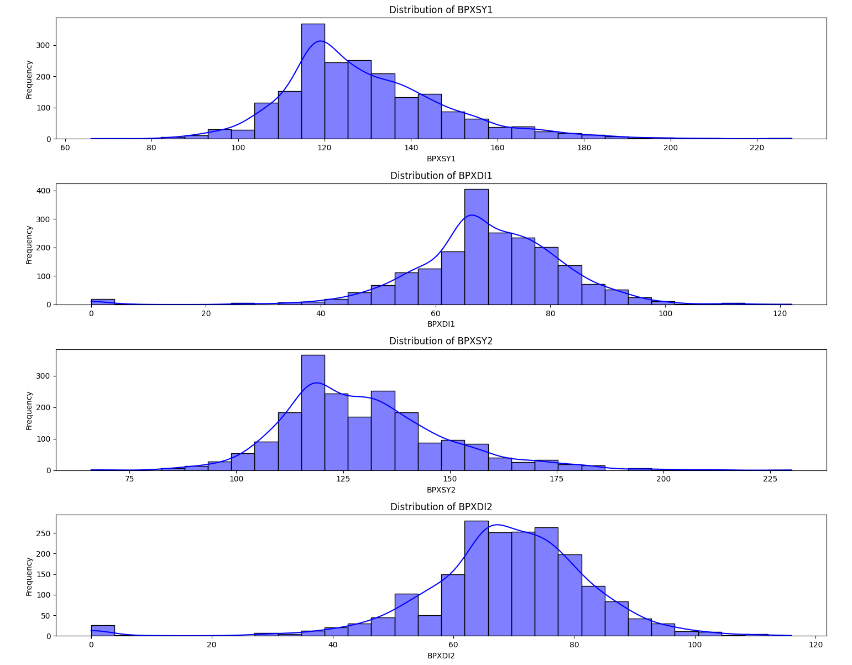 Distribution of BPXSY1
300
200
100
0
Frequency
60 80 100 120 140 160 180 200 220
BPXSY1
Distribution of BPXDI1
400
300
200
100
0
Frequency
0 20 40 60 80 100 120
BPXDI1
Distribution of BPXSY2
300
200
100
0
Frequency
75 100 125 150 175 200 225
BPXSY2
Distribution of BPXDI2
250
200
150
100
50
0
Frequency
0 20 40 60 80 100 120
BPXDI2